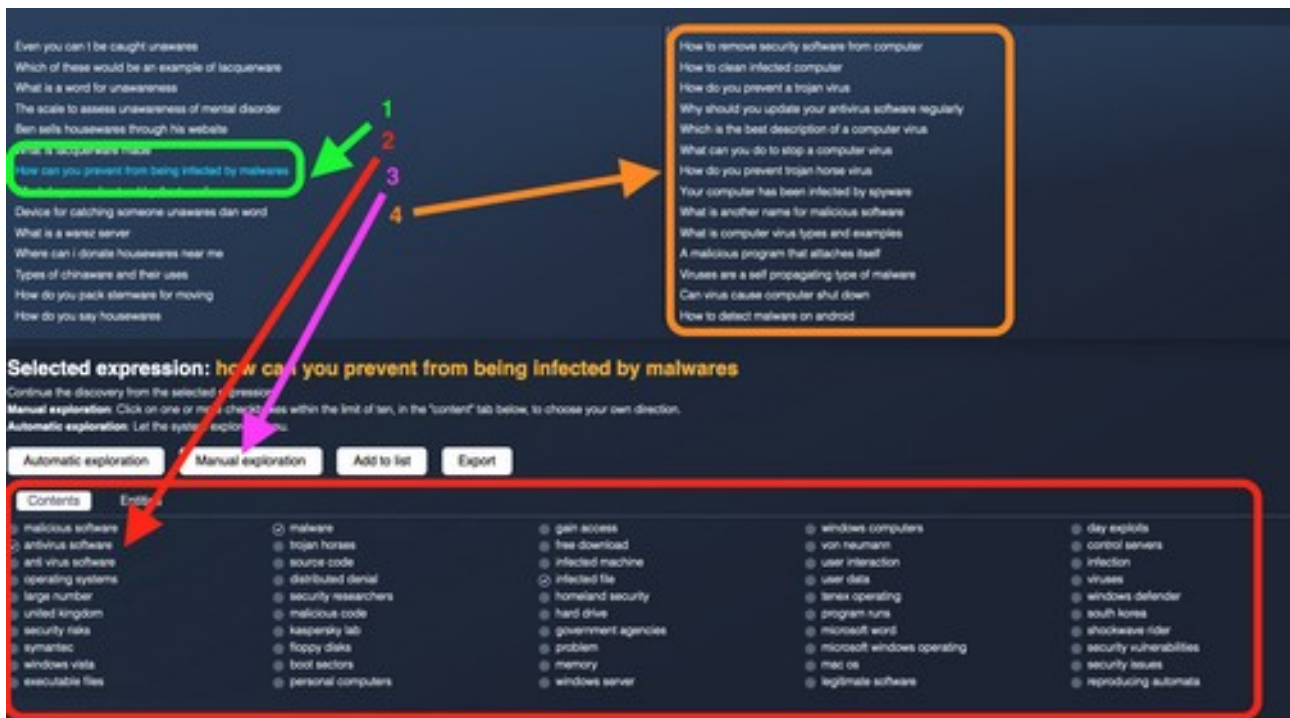 Even you can t be caught unawares
Which of these would be an example of lacquerware
What is a word for unawareness
The scale to assess unawareness of mental disorder
Ben sells housewares through his website
What is lacquerware made
How can you prevent from being infected by malwares
Device for catching someone unawares dan word
What is a warez server
Where can i donate housewares near me
Types of chinaware and their uses
How do you pack stemware for moving
How do you say housewares
1
2
3
4
How to remove security software from computer
How to clean infected computer
How do you prevent a trojan virus
Why should you update your antivirus software regularly
Which is the best description of a computer virus
What can you do to stop a computer virus
How do you prevent trojan horse virus
Your computer has been infected by spyware
What is another name for malicious software
What is computer virus types and examples
A malicious program that attaches itself
Viruses are a self propagating type of malware
Can virus cause computer shut down
How to detect malware on android
Selected expression: how can you prevent from being infected by malwares
Continue the discovery from the selected expression
Manual exploration: Click on one or more checkboxes within the limit of ten, in the "content" tab below, to choose your own direction.
Automatic exploration: Let the system explore you.
Automatic exploration Manual exploration Add to list Export
Contents Entities
malicious software malware gain access windows computers day exploits
antivirus software trojan horses free download von neumann control servers
anti virus software source code infected machine user interaction infection
operating systems distributed denial infected file user data viruses
large number security researchers homeland security tenex operating windows defender
united kingdom malicious code hard drive program runs south korea
security risks kaspersky lab government agencies microsoft word shockwave rider
symantec floppy disks problem microsoft windows operating security vulnerabilities
windows vista boot sectors memory mac os security issues
executable files personal computers windows server legitimate software reproducing automata